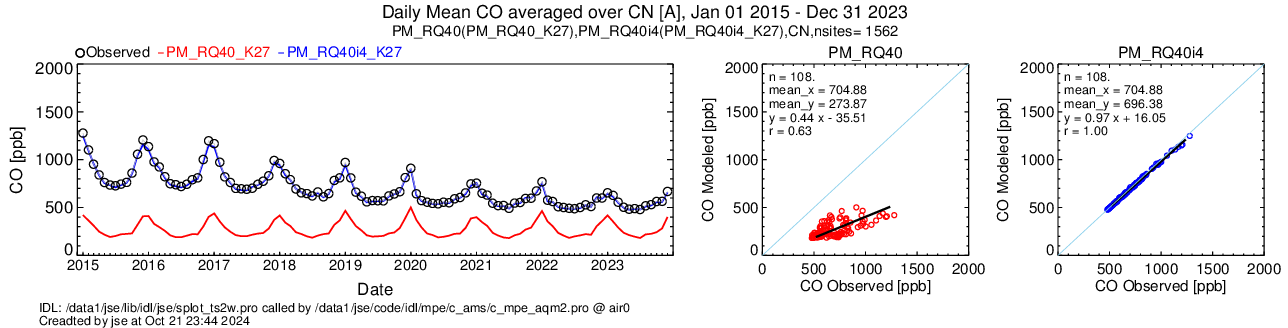 Daily Mean CO averaged over CN [A], Jan 01 2015 - Dec 31 2023
PM_RQ40(PM_RQ40_K27),PM_RQ40i4(PM_RQ40i4_K27),CN,nsites= 1562
Observed PM_RQ40_K27 PM_RQ40i4_K27
CO [ppb]
2000
1500
1000
500
0
2015 2016 2017 2018 2019 2020 2021 2022 2023
Date
PM_RQ40
n = 108.
mean_x = 704.88
mean_y = 273.87
y = 0.44 x - 35.51
r = 0.63
CO Modeled [ppb]
2000
1500
1000
500
0
0 500 1000 1500 2000
CO Observed [ppb]
PM_RQ40i4
n = 108.
mean_x = 704.88
mean_y = 696.38
y = 0.97 x + 16.05
r = 1.00
CO Modeled [ppb]
2000
1500
1000
500
0
0 500 1000 1500 2000
CO Observed [ppb]
IDL: /data1/jse/lib/idl/jse/splot_ts2w.pro called by /data1/jse/code/idl/mpe/c_ams/c_mpe_aqm2.pro @ air0
Creadted by jse at Oct 21 23:44 2024